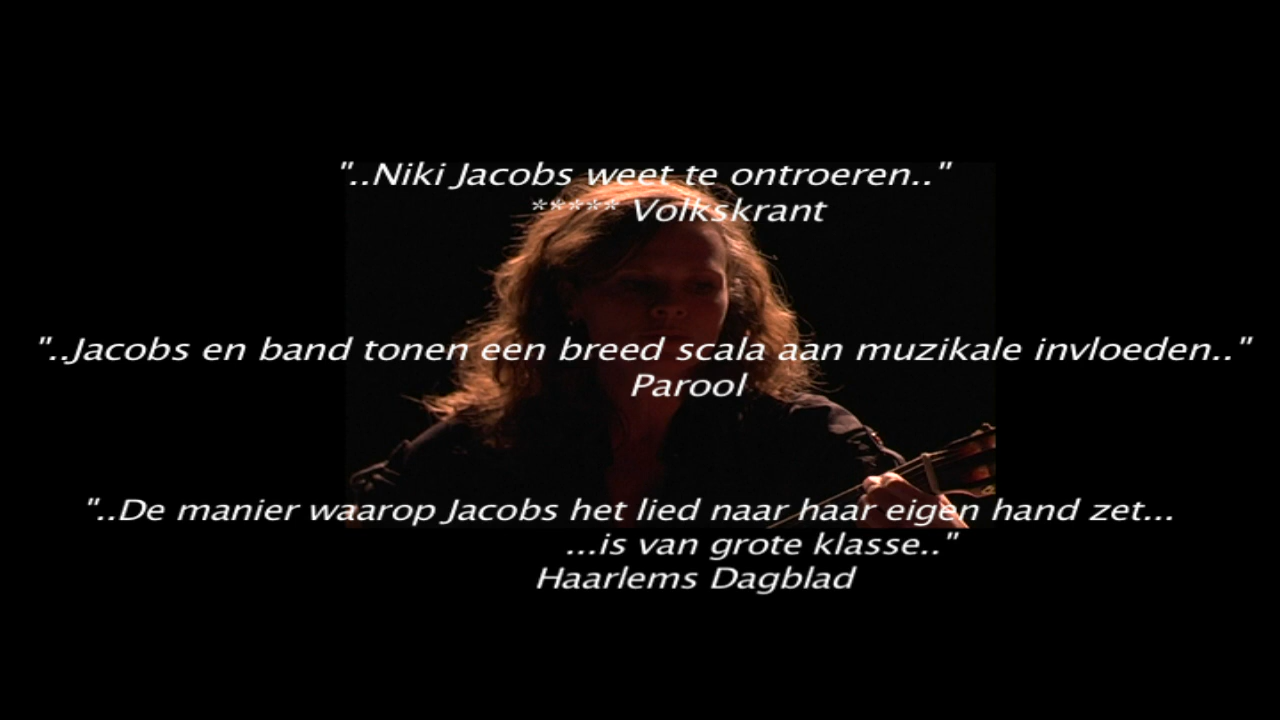 "..Niki Jacobs weet te ontroeren.."
***** Volkskrant
"..Jacobs en band tonen een breed scala aan muzikale invloeden.."
Parool
"..De manier waarop Jacobs het lied naar haar eigen hand zet...
...is van grote klasse.."
Haarlems Dagblad